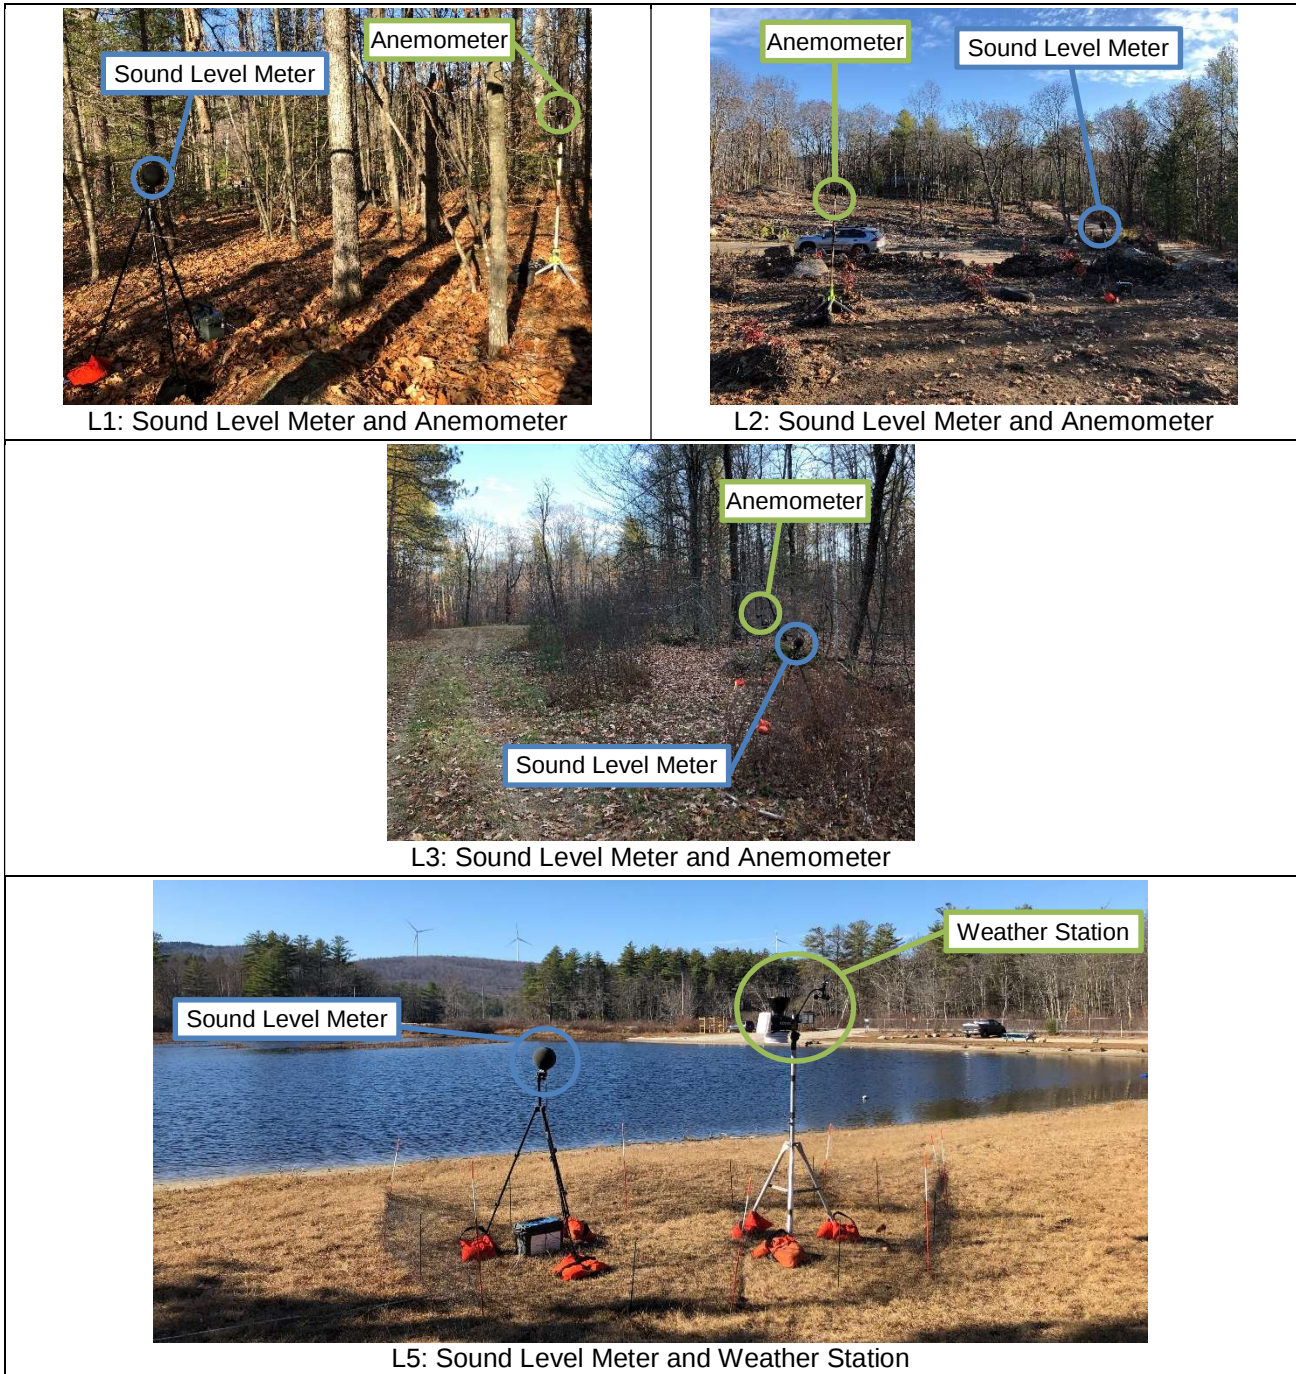 Sound Level Meter
Anemometer
L1: Sound Level Meter and Anemometer
Anemometer
Sound Level Meter
L2: Sound Level Meter and Anemometer
Anemometer
Sound Level Meter
L3: Sound Level Meter and Anemometer
Weather Station
Sound Level Meter
L5: Sound Level Meter and Weather Station